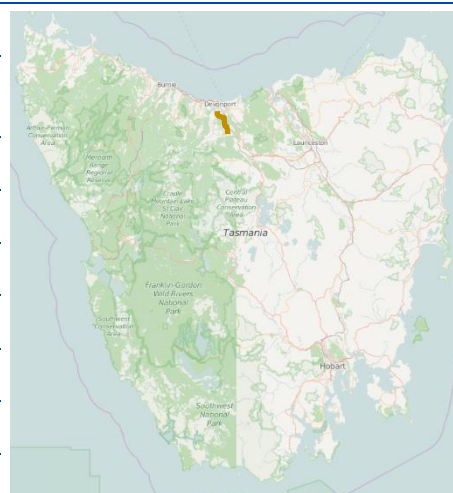 Burnie
Devonport
Arthur-Pieman
Conservation
Area
Launceston
Meredith
Range
Regional
Reserve
Cradle
Mountain-Lake
St Clair
National
Park
Central
Plateau
Conservation
Area
Tasmania
Franklin-Gordon
Wild Rivers
National
Park
Southwest
Conservation
Area
Hobart
Southwest
National
Park